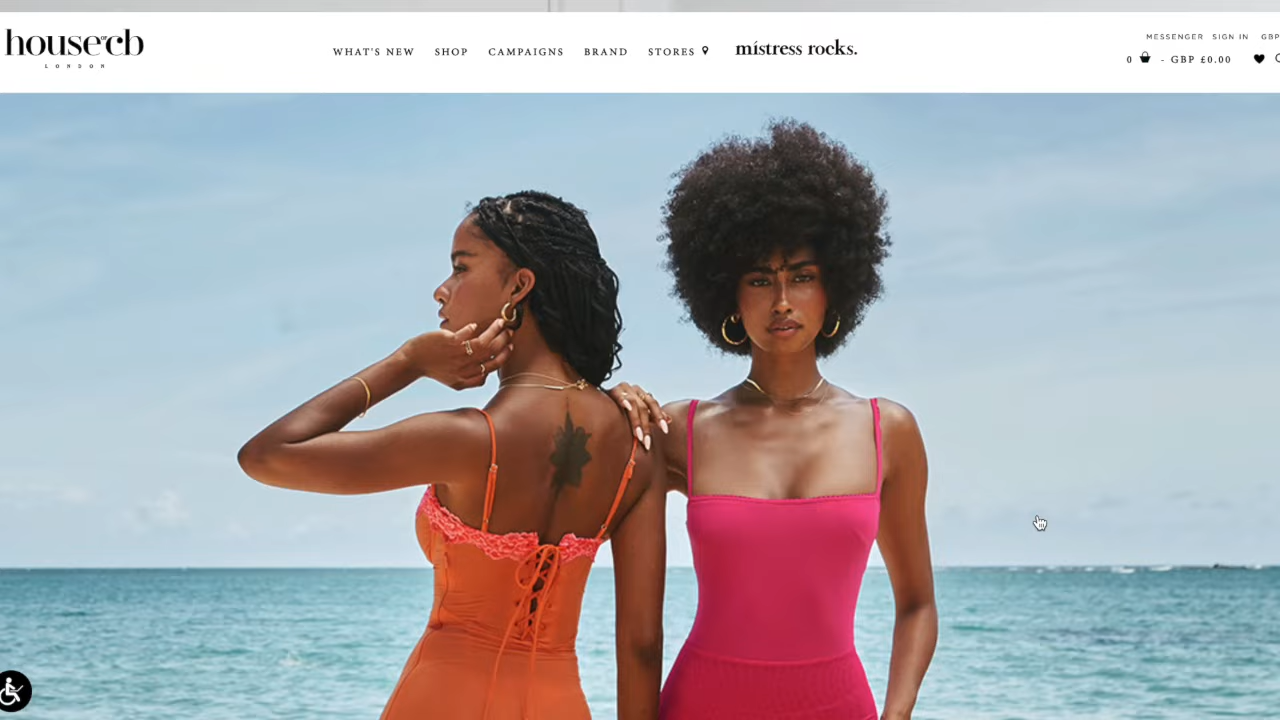 house of cb
LONDON
WHAT'S NEW SHOP CAMPAIGNS BRAND STORES mistress rocks.
MESSENGER SIGN IN GBP
0 - GBP £0.00